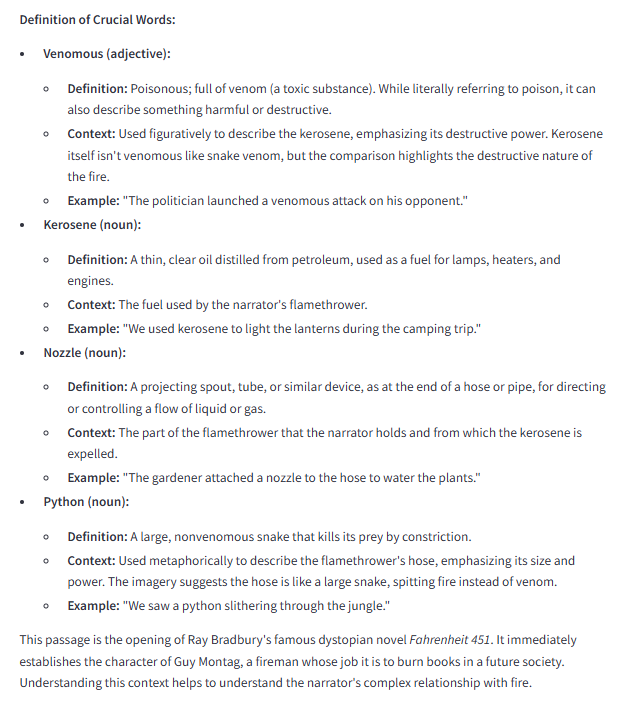 Definition of Crucial Words:
• Venomous (adjective):
○ Definition: Poisonous; full of venom (a toxic substance). While literally referring to poison, it can
also describe something harmful or destructive.
○ Context: Used figuratively to describe the kerosene, emphasizing its destructive power. Kerosene
itself isn't venomous like snake venom, but the comparison highlights the destructive nature of
the fire.
○ Example: "The politician launched a venomous attack on his opponent."
• Kerosene (noun):
○ Definition: A thin, clear oil distilled from petroleum, used as a fuel for lamps, heaters, and
engines.
○ Context: The fuel used by the narrator's flamethrower.
○ Example: "We used kerosene to light the lanterns during the camping trip."
• Nozzle (noun):
○ Definition: A projecting spout, tube, or similar device, as at the end of a hose or pipe, for directing
or controlling a flow of liquid or gas.
○ Context: The part of the flamethrower that the narrator holds and from which the kerosene is
expelled.
○ Example: "The gardener attached a nozzle to the hose to water the plants."
• Python (noun):
○ Definition: A large, nonvenomous snake that kills its prey by constriction.
○ Context: Used metaphorically to describe the flamethrower's hose, emphasizing its size and
power. The imagery suggests the hose is like a large snake, spitting fire instead of venom.
○ Example: "We saw a python slithering through the jungle."
This passage is the opening of Ray Bradbury's famous dystopian novel Fahrenheit 451. It immediately
establishes the character of Guy Montag, a fireman whose job it is to burn books in a future society.
Understanding this context helps to understand the narrator's complex relationship with fire.